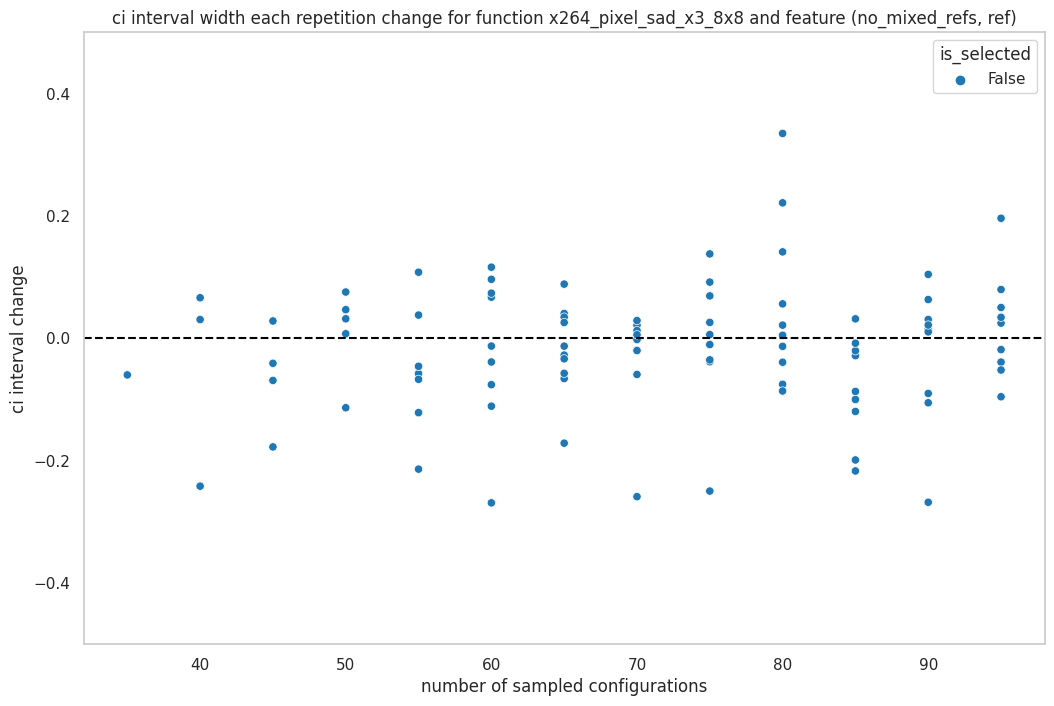 ci interval width each repetition change for function x264_pixel_sad_x3_8x8 and feature (no_mixed_refs, ref)
is_selected
False
ci interval change
0.4
0.2
0.0
−0.2
−0.4
40 50 60 70 80 90
number of sampled configurations